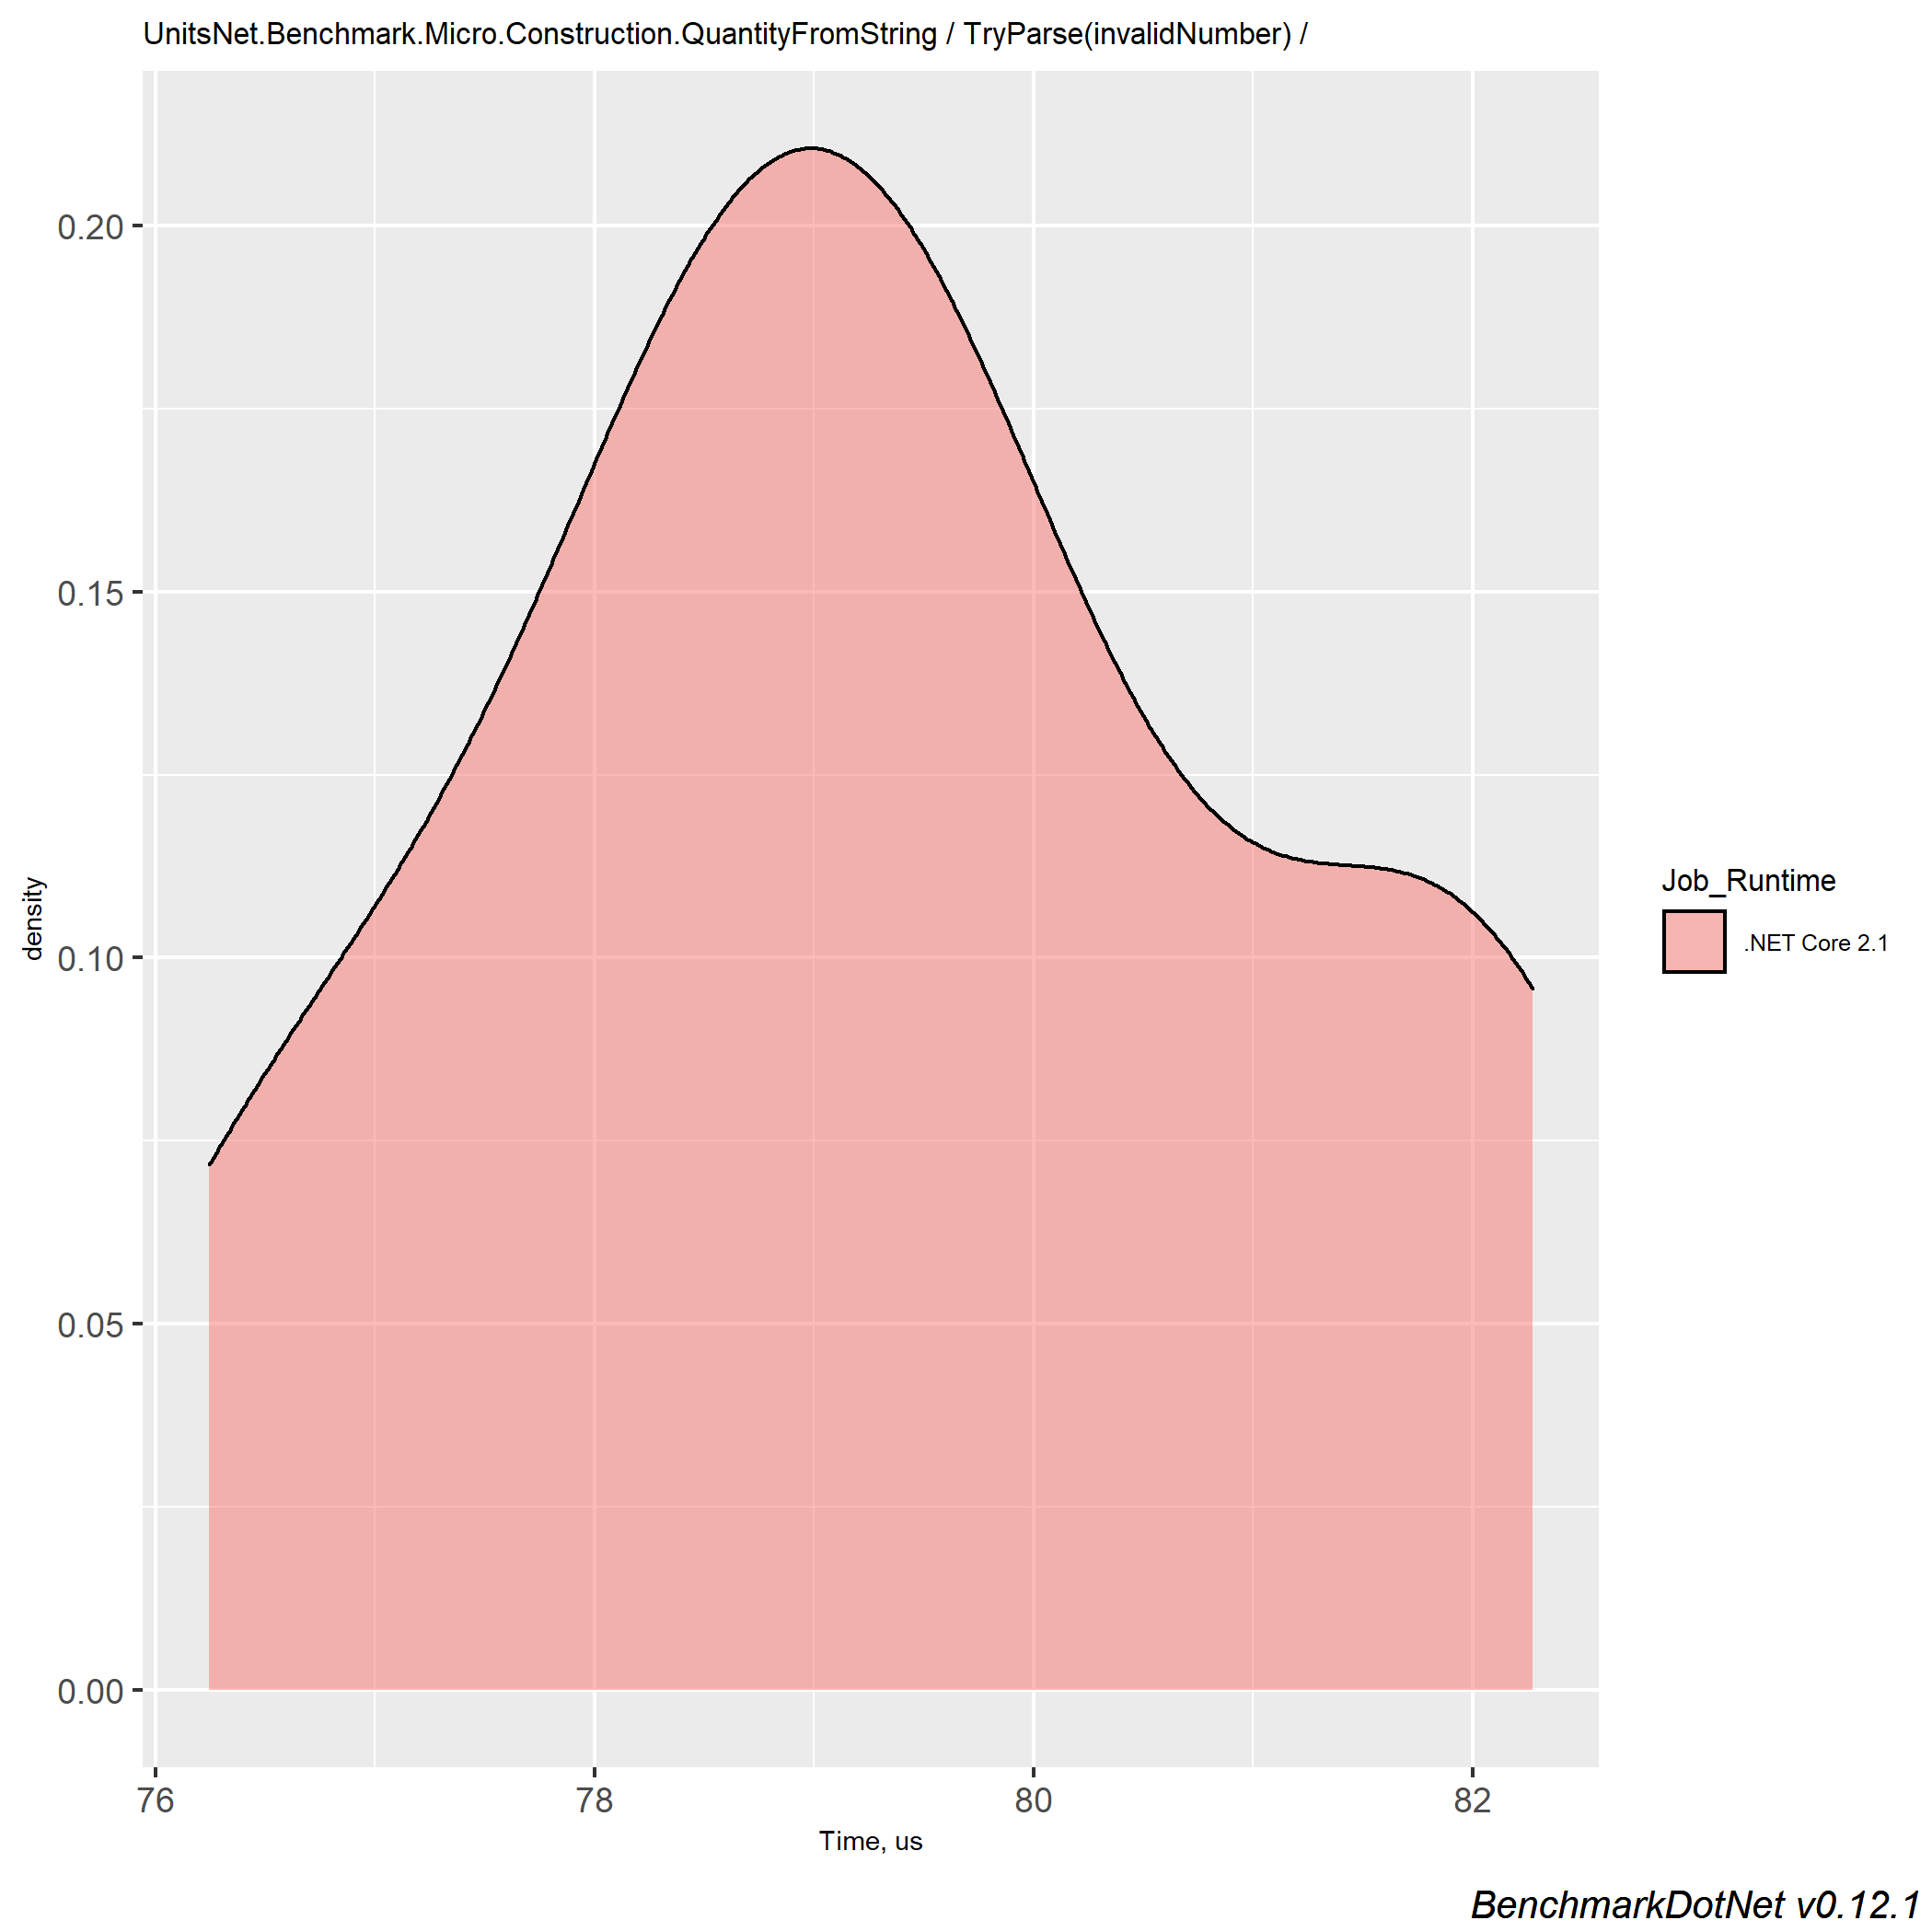 UnitsNet.Benchmark.Micro.Construction.QuantityFromString / TryParse(invalidNumber) /
0.20
0.15
0.10
0.05
0.00
density
76 78 80 82
Time, us
Job_Runtime
.NET Core 2.1
BenchmarkDotNet v0.12.1